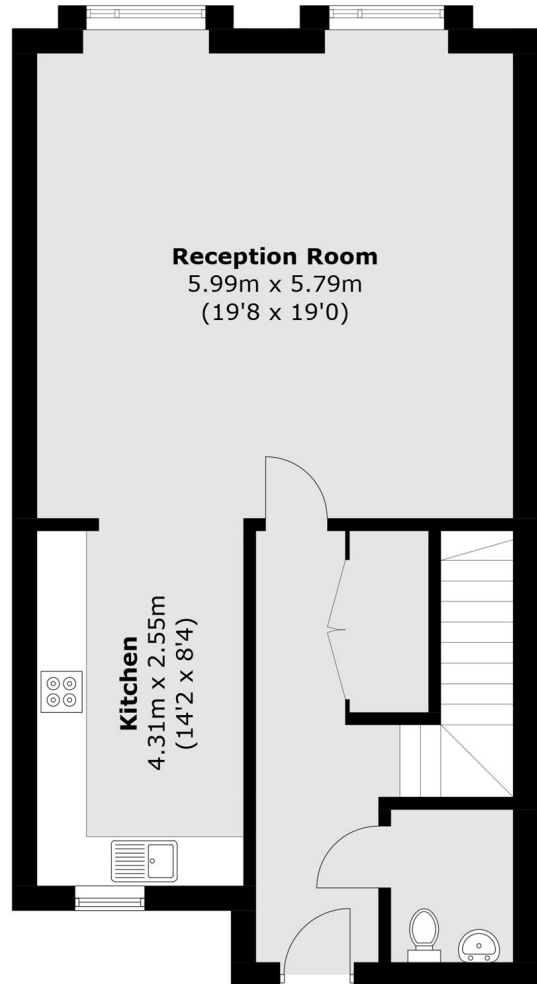 Reception Room
5.99m x 5.79m
(19'8 x 19'0)
Kitchen
4.31m x 2.55m
(14'2 x 8'4)